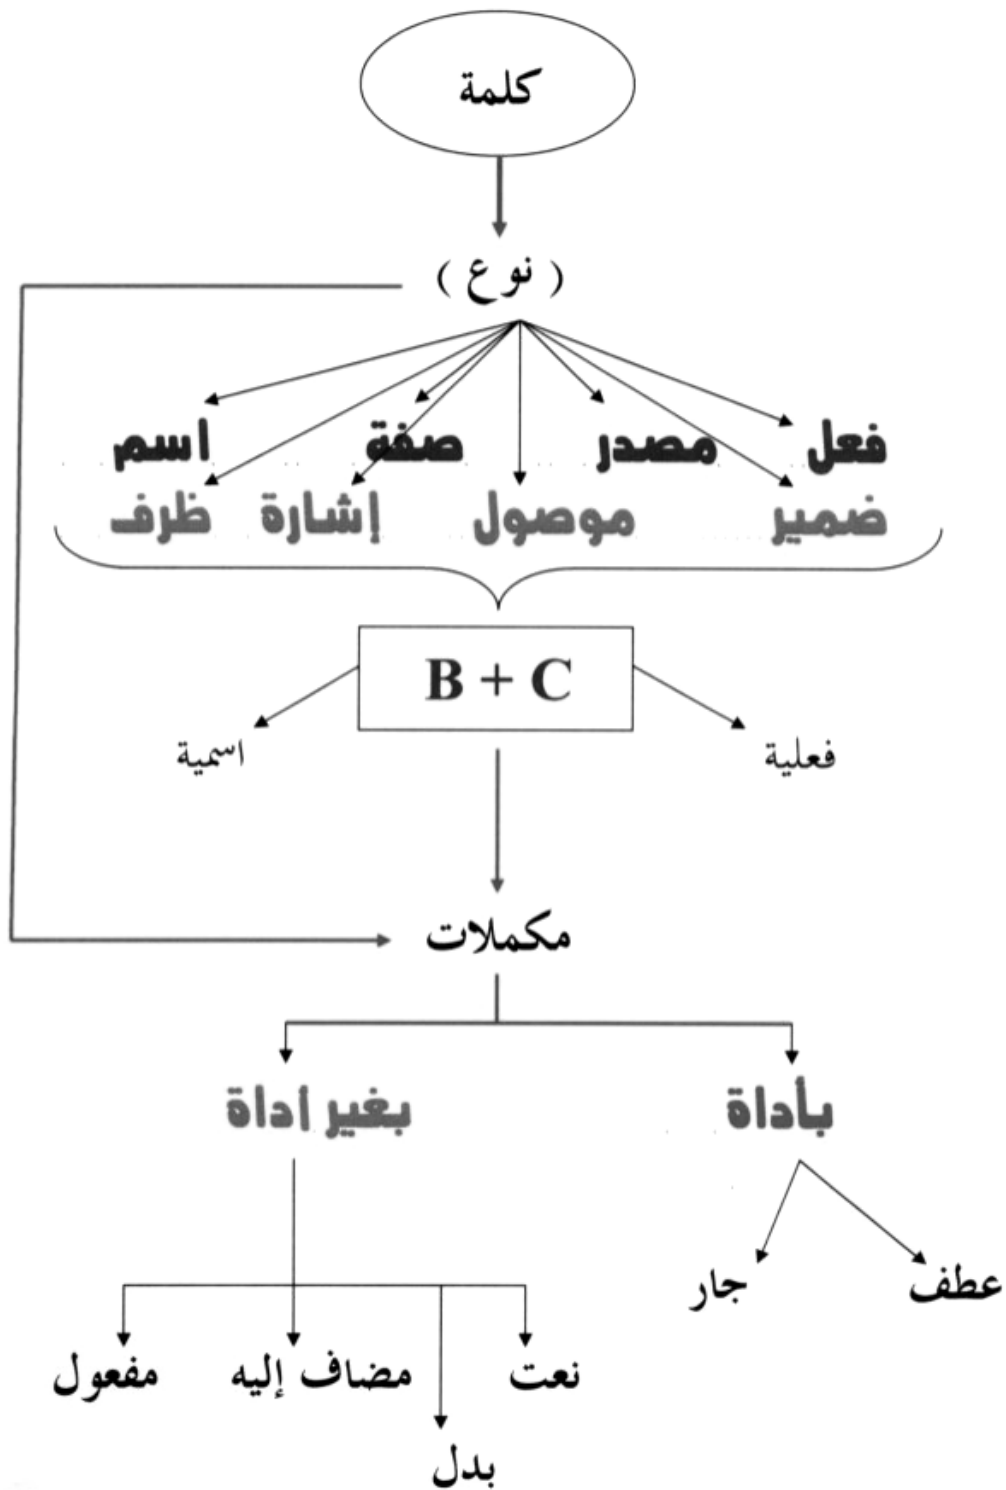 كلمة
( نوع )
فعل مصدر صفة اسم
ضمير موصول إشارة ظرف
B + C
فعلية اسمية
مكملات
بأداة بغير أداة
عطف جار
نعت مضاف إليه مفعول
بدل